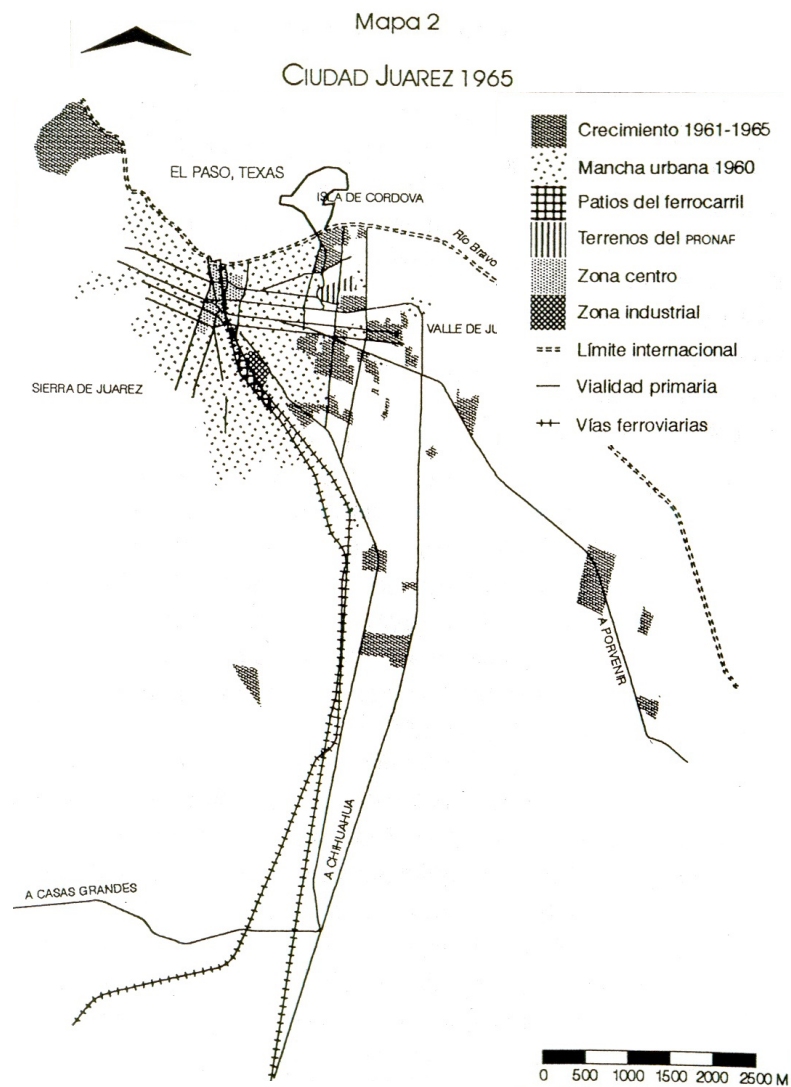 Mapa 2
CIUDAD JUAREZ 1965
Crecimiento 1961-1965
Mancha urbana 1960
Patios del ferrocarril
Terrenos del PRONAF
Zona centro
Zona industrial
Límite internacional
Vialidad primaria
Vías ferroviarias
EL PASO, TEXAS
ISLA DE CORDOVA
Río Bravo
VALLE DE JU
SIERRA DE JUAREZ
A PORVENIR
A CHIHUAHUA
A CASAS GRANDES
0 500 1000 1500 2000 2500 M